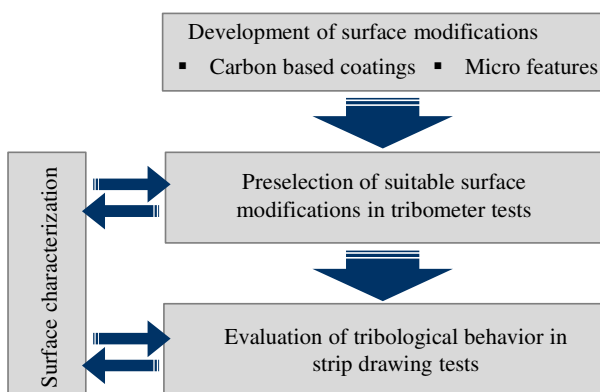 Development of surface modifications
▪ Carbon based coatings ▪ Micro features
Surface characterization
Preselection of suitable surface
modifications in tribometer tests
Evaluation of tribological behavior in
strip drawing tests